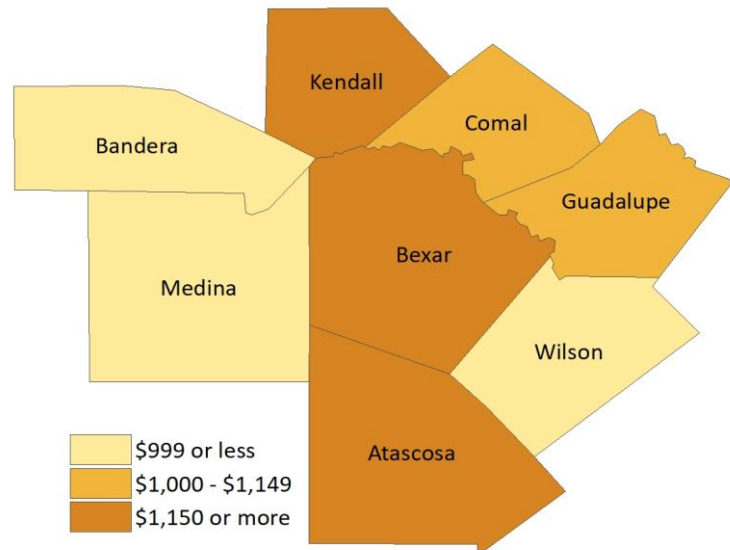 Kendall
Comal
Bandera
Guadalupe
Bexar
Medina
Wilson
Atascosa
$999 or less
$1,000 - $1,149
$1,150 or more